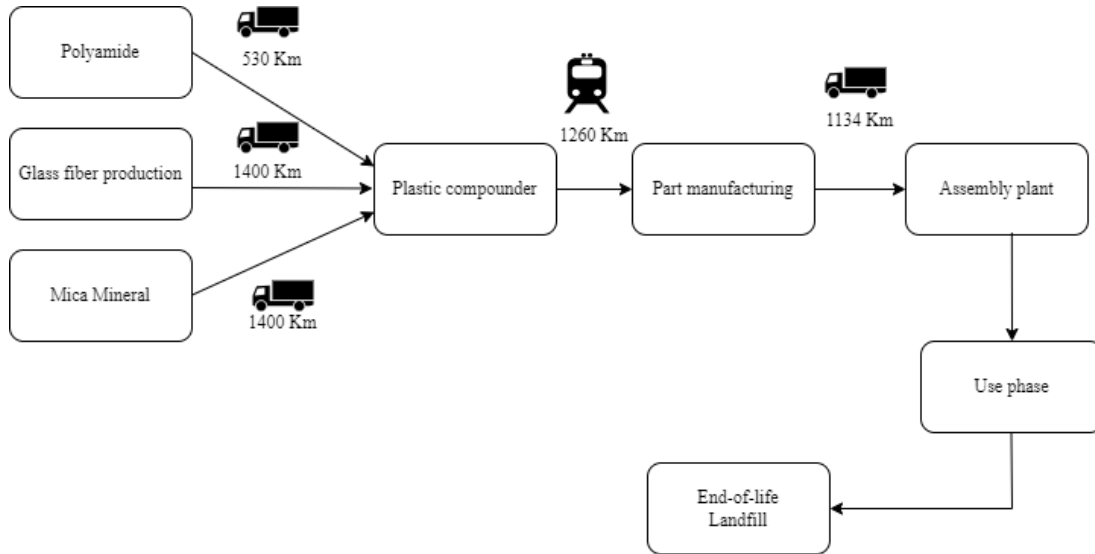 Polyamide
530 Km
Glass fiber production
1400 Km
Mica Mineral
1400 Km
Plastic compounder
1260 Km
Part manufacturing
1134 Km
Assembly plant
Use phase
End-of-life
Landfill